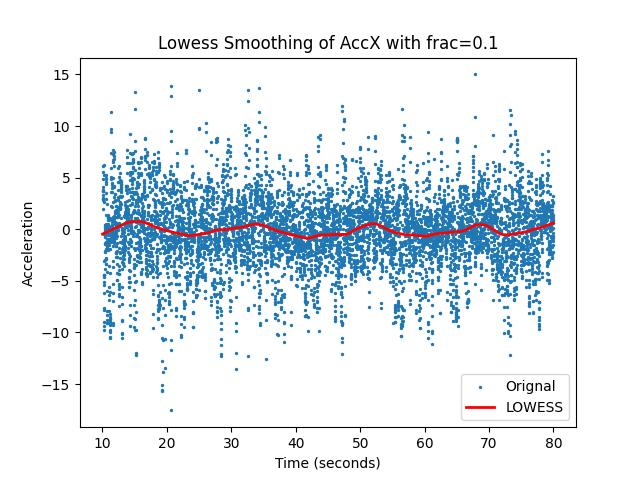 Lowess Smoothing of AccX with frac=0.1
15
10
5
0
−5
−10
−15
Acceleration
Orignal
LOWESS
10 20 30 40 50 60 70 80
Time (seconds)